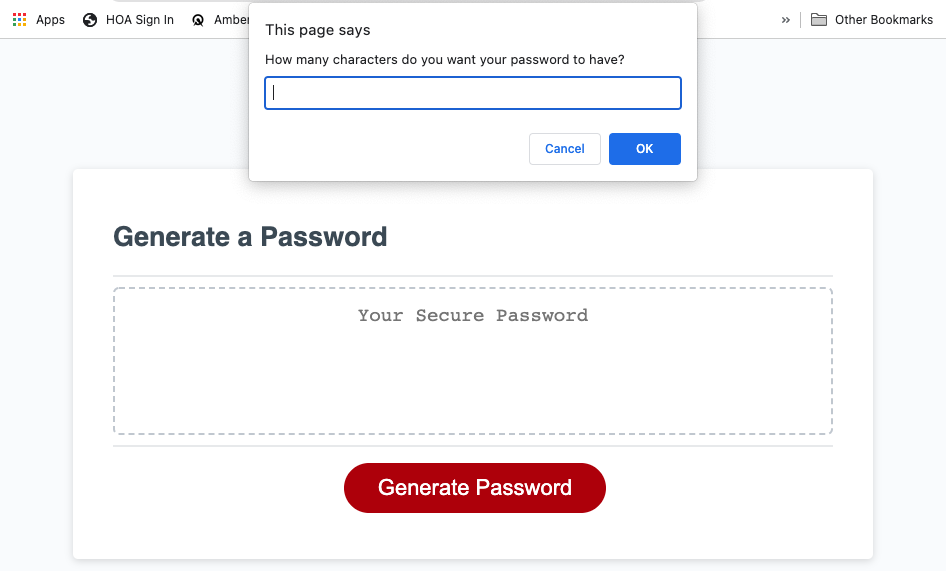 Apps HOA Sign In » Other Bookmarks
This page says
How many characters do you want your password to have?
Cancel OK
Generate a Password
Your Secure Password
Generate Password